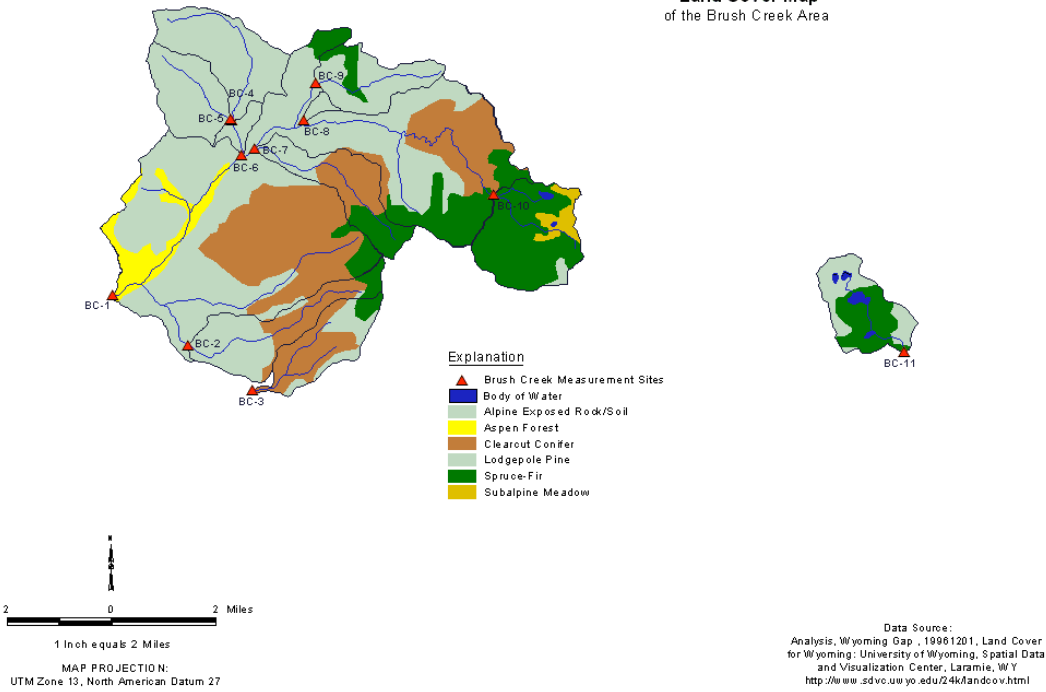 Land Cover Map
of the Brush Creek Area
BC-9
BC-4
BC-5
BC-8
BC-7
BC-6
BC-10
BC-1
BC-2
BC-3
BC-11
Explanation
Brush Creek Measurement Sites
Body of Water
Alpine Exposed Rock/Soil
Aspen Forest
Clearcut Conifer
Lodgepole Pine
Spruce-Fir
Subalpine Meadow
2 0 2 Miles
1 Inch equals 2 Miles
MAP PROJECTION:
UTM Zone 13, North American Datum 27
Data Source:
Analysis, Wyoming Gap , 19961201, Land Cover
for Wyoming: University of Wyoming, Spatial Data
and Visualization Center, Laramie, WY
http://www.sdvc.uwyo.edu/24k/landcov.html